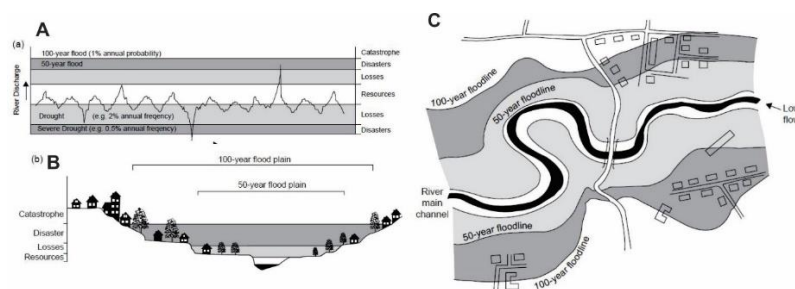 A
(a)
100-year flood (1% annual probability)
50-year flood
River Discharge
Drought (e.g. 2% annual freqency)
Severe Drought (e.g. 0.5% annual freqency)
Catastrophe
Disasters
Losses
Resources
Losses
Disasters
(b)
B
100-year flood plain
50-year flood plain
Catastrophe
Disaster
Losses
Resources
C
100-year floodline
50-year floodline
River
main
channel
50-year floodline
100-year floodline